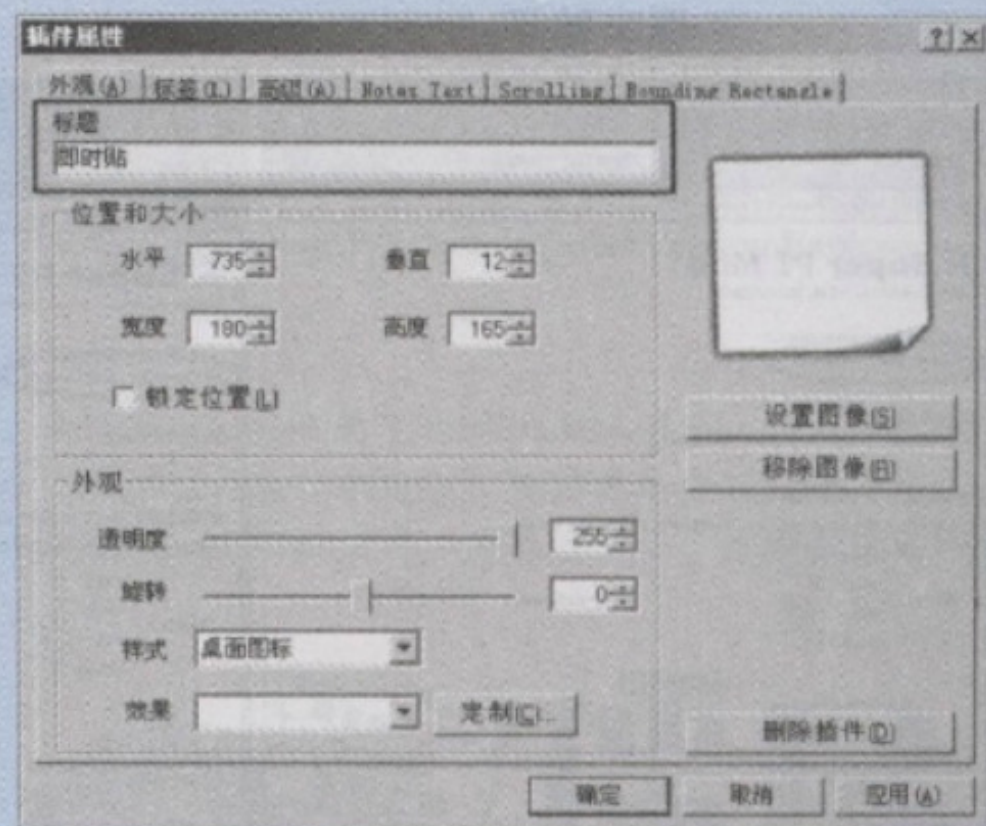 插件属性
外观(A) 标签(L) 高级(A) Notes Text Scrolling Bounding Rectangle
标题
即时贴
位置和大小
水平 735 垂直 12
宽度 180 高度 165
锁定位置(L)
设置图像(S)
移除图像(R)
外观
透明度 255
旋转 0
样式 桌面图标
效果 定制(C)...
删除插件(D)
确定 取消 应用(A)